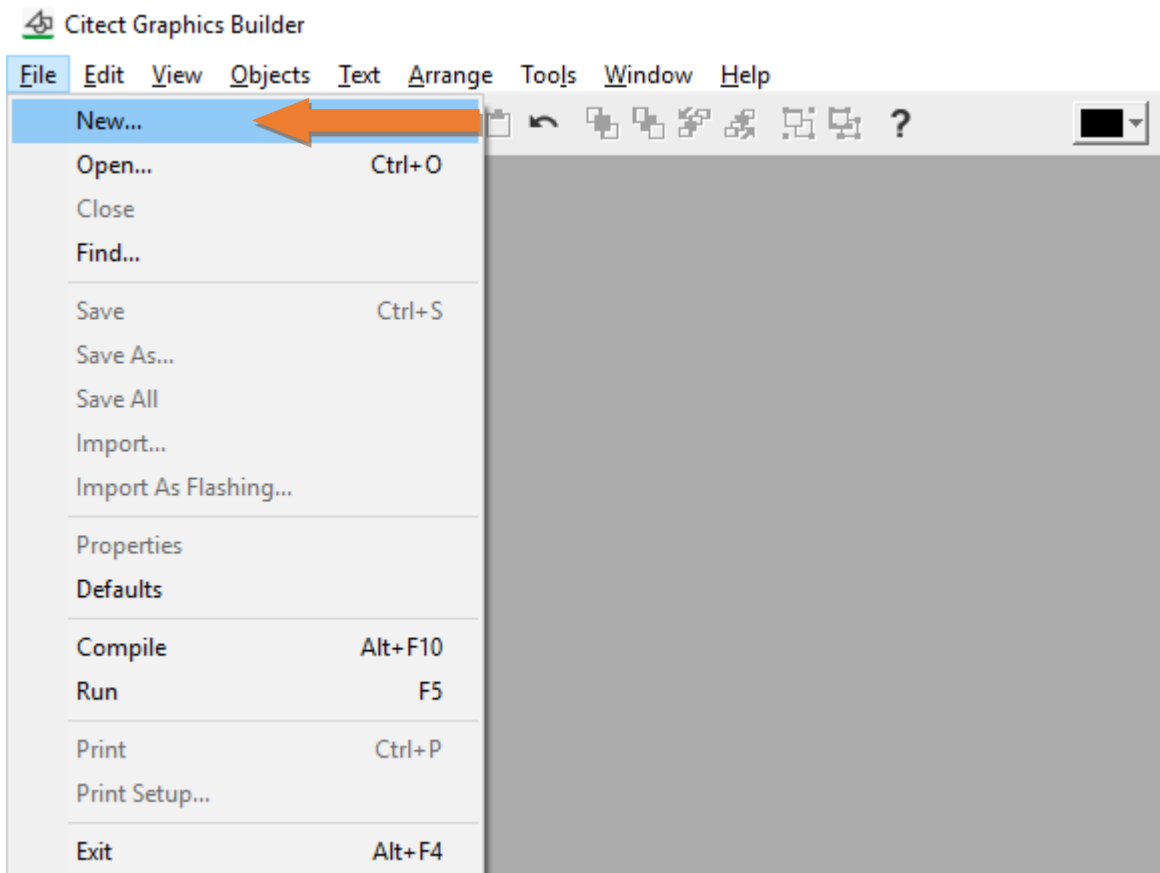 Citect Graphics Builder
File Edit View Objects Text Arrange Tools Window Help
New...
?
Open... Ctrl+O
Close
Find...
Save Ctrl+S
Save As...
Save All
Import...
Import As Flashing...
Properties
Defaults
Compile Alt+F10
Run F5
Print Ctrl+P
Print Setup...
Exit Alt+F4